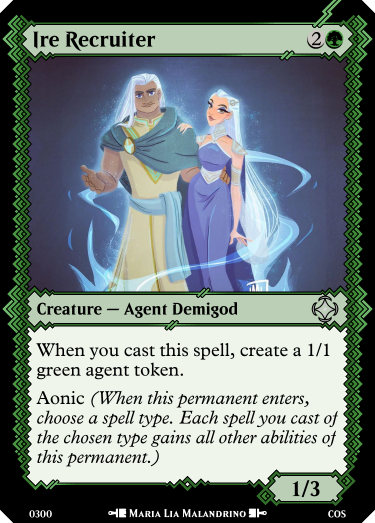 Ire Recruiter 2
When you cast this spell, create a 1/1
green agent token.
Aonic (When this permanent enters,
choose a spell type. Each spell you cast of
the chosen type gains all other abilities of
this permanent.)
Creature — Agent Demigod
1/3
0300 Maria Lia Malandrino COS